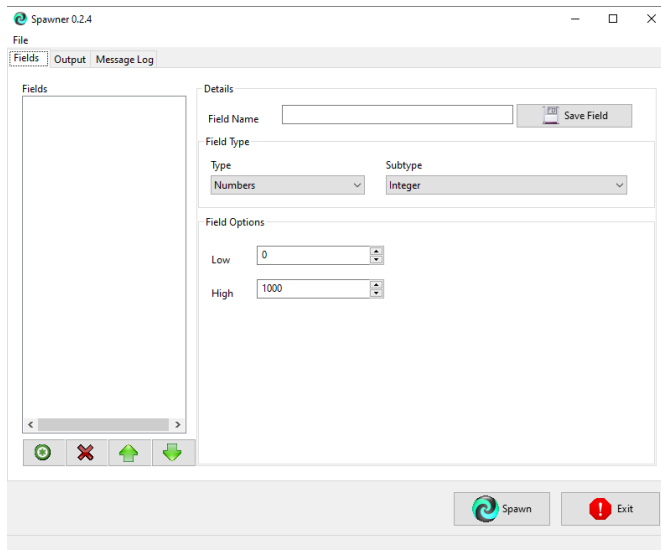 Spawner 0.2.4
File
Fields Output Message Log
Fields
Details
Field Name
Save Field
Field Type
Type Subtype
Numbers Integer
Field Options
Low 0
High 1000
Spawn Exit